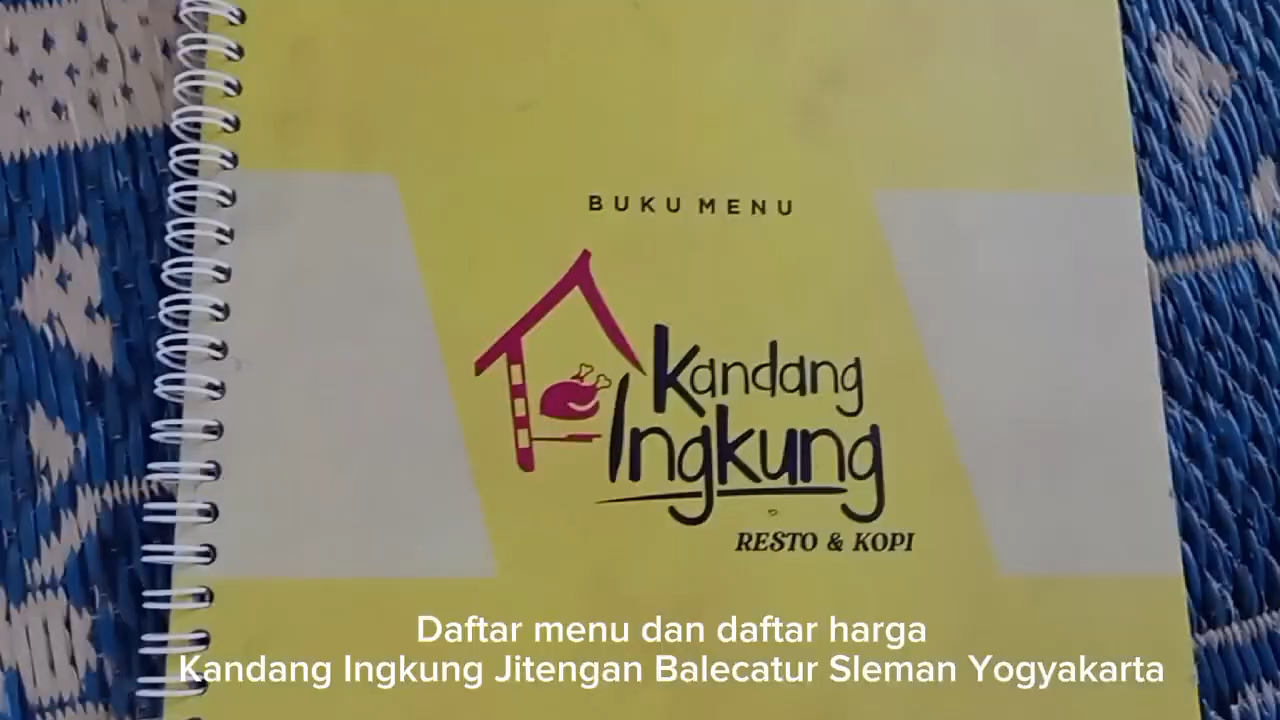 BUKU MENU
Kandang
Ingkung
RESTO & KOPI
Daftar menu dan daftar harga
Kandang Ingkung Jitengan Balecatur Sleman Yogyakarta